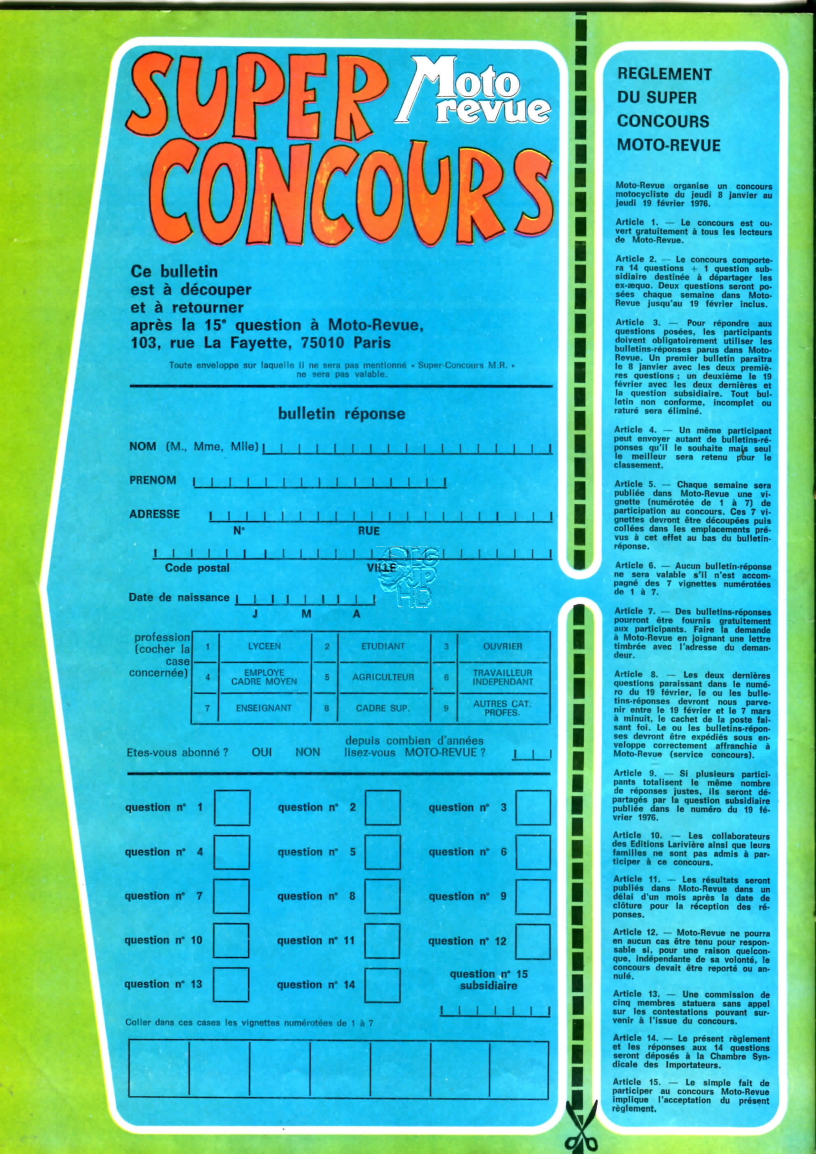 SUPER
Moto
revue
CONCOURS
Ce bulletin
est à découper
et à retourner
après la 15e question à Moto-Revue,
103, rue La Fayette, 75010 Paris
Toute enveloppe sur laquelle il ne sera pas mentionné « Super-Concours M.R. »
ne sera pas valable.
bulletin réponse
NOM (M., Mme, Mlle)
PRENOM
ADRESSE
N° RUE
Code postal VILLE
Date de naissance
J M A
profession
(cocher la
case
concernée)
1 LYCEEN 2 ETUDIANT 3 OUVRIER
4 EMPLOYE CADRE MOYEN 5 AGRICULTEUR 6 TRAVAILLEUR INDEPENDANT
7 ENSEIGNANT 8 CADRE SUP. 9 AUTRES CAT. PROFES.
Etes-vous abonné ? OUI NON depuis combien d'années
lisez-vous MOTO-REVUE ?
question n° 1 question n° 2 question n° 3
question n° 4 question n° 5 question n° 6
question n° 7 question n° 8 question n° 9
question n° 10 question n° 11 question n° 12
question n° 13 question n° 14 question n° 15
subsidiaire
Coller dans ces cases les vignettes numérotées de 1 à 7
REGLEMENT
DU SUPER
CONCOURS
MOTO-REVUE
Moto-Revue organise un concours
motocycliste du jeudi 8 janvier au
jeudi 19 février 1976.
Article 1. — Le concours est ou-
vert gratuitement à tous les lecteurs
de Moto-Revue.
Article 2. — Le concours comporte-
ra 14 questions + 1 question sub-
sidiaire destinée à départager les
ex-æquo. Deux questions seront po-
sées chaque semaine dans Moto-
Revue jusqu'au 19 février inclus.
Article 3. — Pour répondre aux
questions posées, les participants
doivent obligatoirement utiliser les
bulletins-réponses parus dans Moto-
Revue. Un premier bulletin paraîtra
le 8 janvier avec les deux premiè-
res questions ; un deuxième le 19
février avec les deux dernières et
la question subsidiaire. Tout bul-
letin non conforme, incomplet ou
raturé sera éliminé.
Article 4. — Un même participant
peut envoyer autant de bulletins-ré-
ponses qu'il le souhaite mais seul
le meilleur sera retenu pour le
classement.
Article 5. — Chaque semaine sera
publiée dans Moto-Revue une vi-
gnette (numérotée de 1 à 7) de
participation au concours. Ces 7 vi-
gnettes devront être découpées puis
collées dans les emplacements pré-
vus à cet effet au bas du bulletin-
réponse.
Article 6. — Aucun bulletin-réponse
ne sera valable s'il n'est accom-
pagné des 7 vignettes numérotées
de 1 à 7.
Article 7. — Des bulletins-réponses
pourront être fournis gratuitement
aux participants. Faire la demande
à Moto-Revue en joignant une lettre
timbrée avec l'adresse du deman-
deur.
Article 8. — Les deux dernières
questions paraissant dans le numé-
ro du 19 février, le ou les bulle-
tins-réponses devront nous parve-
nir entre le 19 février et le 7 mars
à minuit, le cachet de la poste fai-
sant foi. Le ou les bulletins-répon-
ses devront être expédiés sous en-
veloppe correctement affranchie à
Moto-Revue (service concours).
Article 9. — Si plusieurs partici-
pants totalisent le même nombre
de réponses justes, ils seront dé-
partagés par la question subsidiaire
publiée dans le numéro du 19 fé-
vrier 1976.
Article 10. — Les collaborateurs
des Editions Larivière ainsi que leurs
familles ne sont pas admis à par-
ticiper à ce concours.
Article 11. — Les résultats seront
publiés dans Moto-Revue dans un
délai d'un mois après la date de
clôture pour la réception des ré-
ponses.
Article 12. — Moto-Revue ne pourra
en aucun cas être tenu pour respon-
sable si, pour une raison quelcon-
que, indépendante de sa volonté, le
concours devait être reporté ou an-
nulé.
Article 13. — Une commission de
cinq membres statuera sans appel
sur les contestations pouvant sur-
venir à l'issue du concours.
Article 14. — Le présent règlement
et les réponses aux 14 questions
seront déposés à la Chambre Syn-
dicale des Importateurs.
Article 15. — Le simple fait de
participer au concours Moto-Revue
implique l'acceptation du présent
règlement.